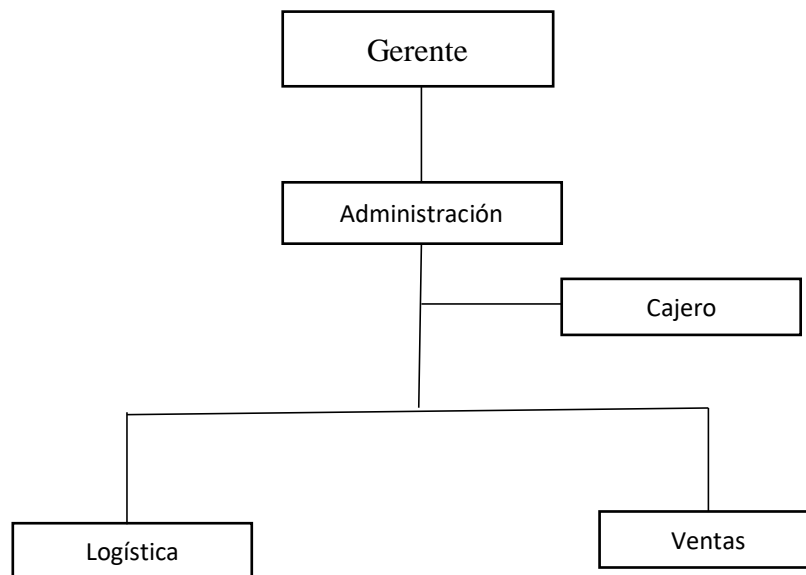 Gerente
Administración
Cajero
Logística
Ventas